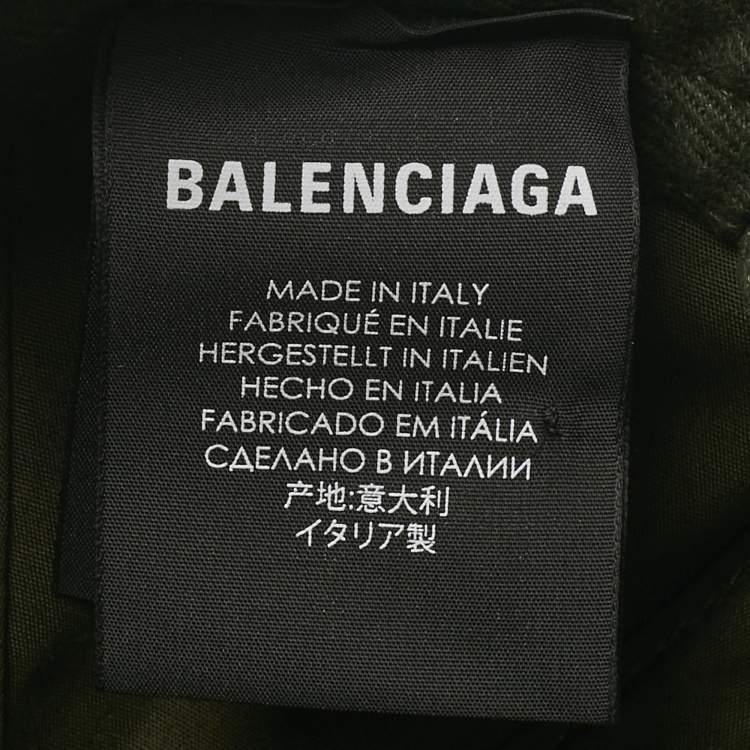 BALENCIAGA
MADE IN ITALY
FABRIQUÉ EN ITALIE
HERGESTELLT IN ITALIEN
HECHO EN ITALIA
FABRICADO EM ITÁLIA
СДЕЛАНО В ИТАЛИИ
产地:意大利
イタリア製